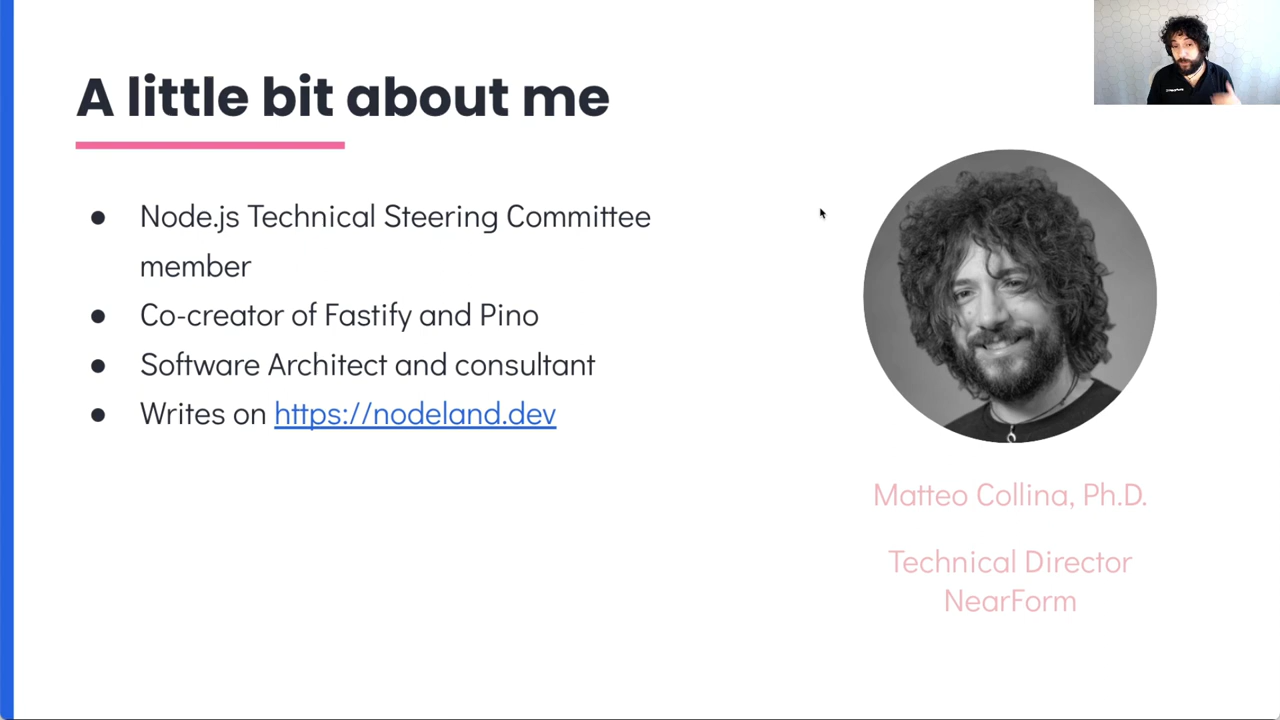 A little bit about me
● Node.js Technical Steering Committee
member
● Co-creator of Fastify and Pino
● Software Architect and consultant
● Writes on https://nodeland.dev
Matteo Collina, Ph.D.
Technical Director
NearForm